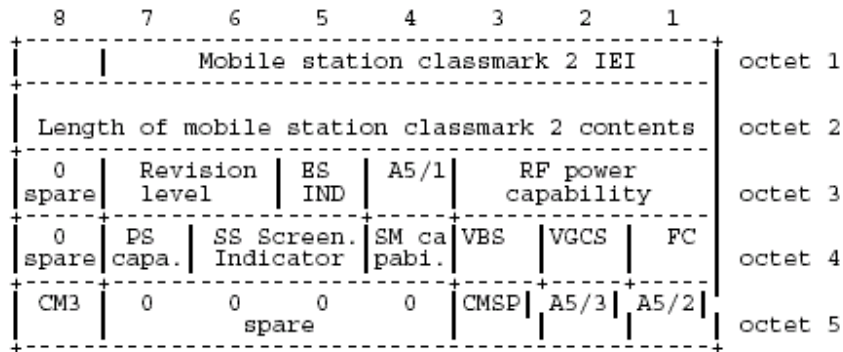 8 7 6 5 4 3 2 1
Mobile station classmark 2 IEI octet 1
Length of mobile station classmark 2 contents octet 2
0 Revision ES A5/1 RF power
spare level IND capability octet 3
0 PS SS Screen. SM ca VBS VGCS FC
spare capa. Indicator pabi. octet 4
CM3 0 0 0 0 CMSP A5/3 A5/2
spare octet 5